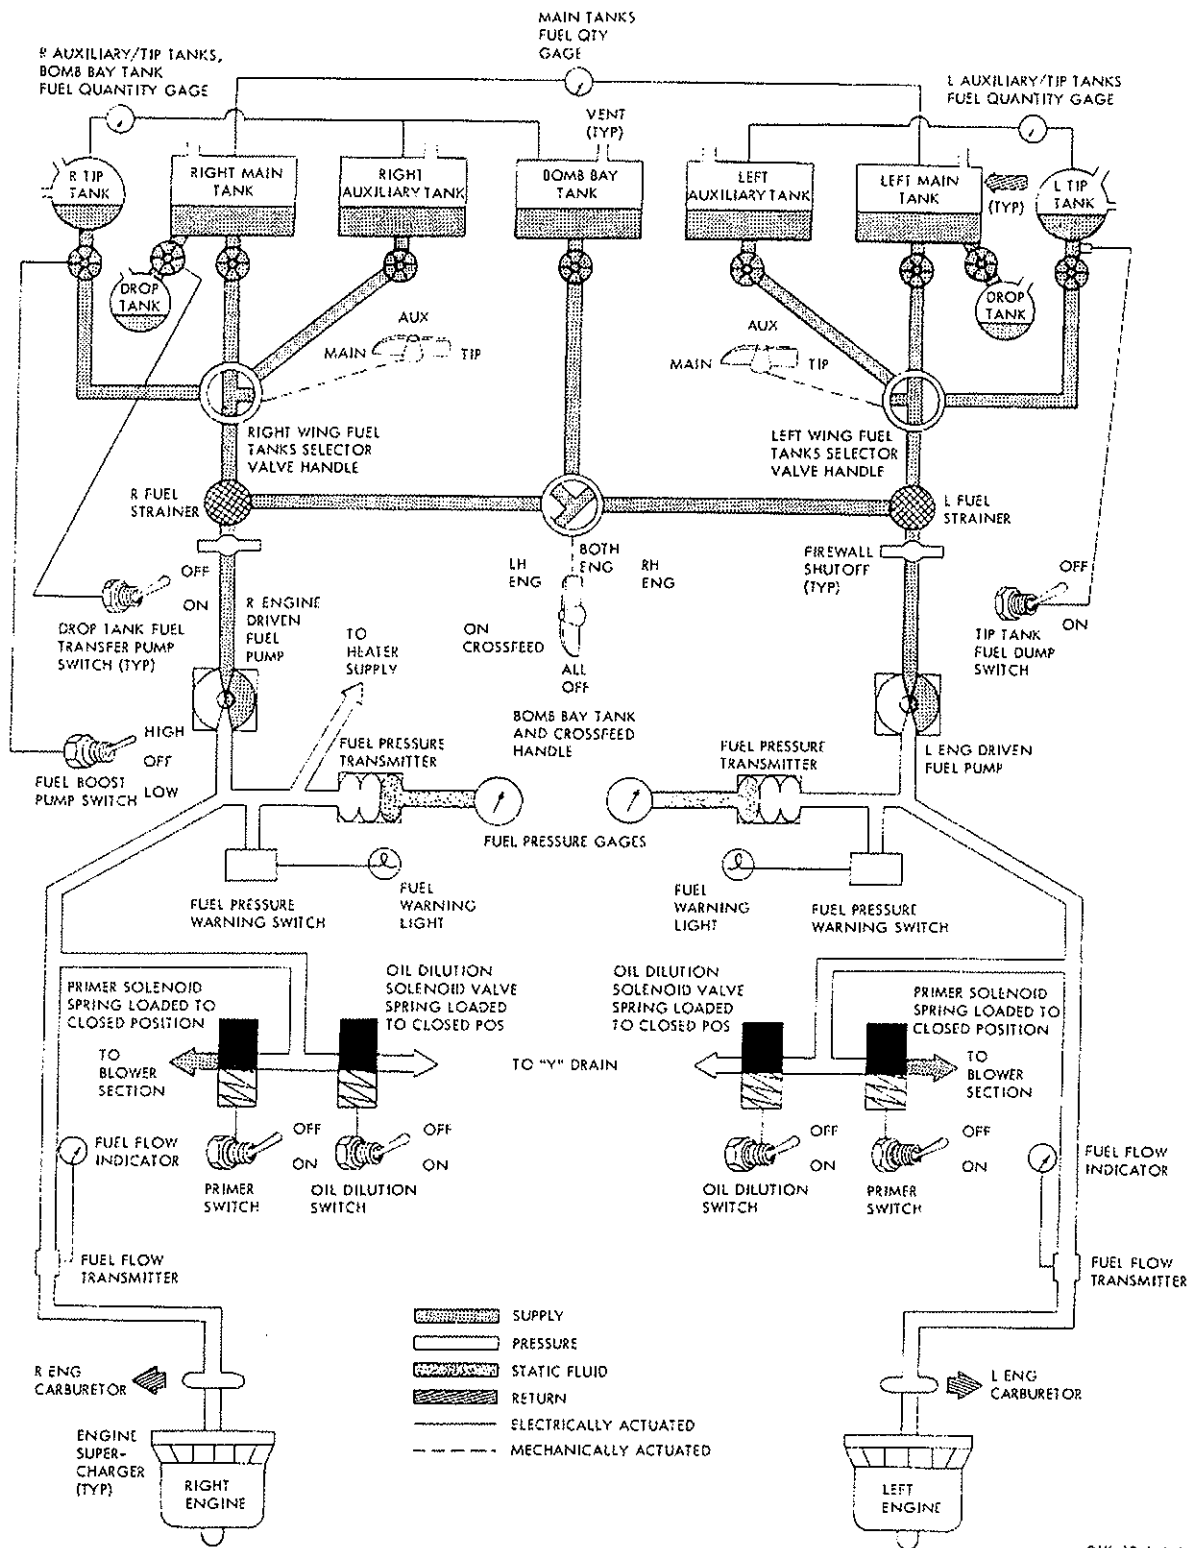 MAIN TANKS
FUEL QTY
GAGE
R AUXILIARY/TIP TANKS,
BOMB BAY TANK
FUEL QUANTITY GAGE
L AUXILIARY/TIP TANKS
FUEL QUANTITY GAGE
VENT
(TYP)
R TIP
TANK
RIGHT MAIN
TANK
RIGHT
AUXILIARY TANK
BOMB BAY
TANK
LEFT
AUXILIARY TANK
LEFT MAIN
TANK
(TYP)
L TIP
TANK
DROP
TANK
DROP
TANK
AUX
MAIN
TIP
AUX
MAIN
TIP
RIGHT WING FUEL
TANKS SELECTOR
VALVE HANDLE
LEFT WING FUEL
TANKS SELECTOR
VALVE HANDLE
R FUEL
STRAINER
L FUEL
STRAINER
FIREWALL
SHUTOFF
(TYP)
LH
ENG
BOTH
ENG
RH
ENG
ON
CROSSFEED
ALL
OFF
BOMB BAY TANK
AND CROSSFEED
HANDLE
OFF
ON
DROP TANK FUEL
TRANSFER PUMP
SWITCH (TYP)
R ENGINE
DRIVEN
FUEL
PUMP
TO
HEATER
SUPPLY
OFF
ON
TIP TANK
FUEL DUMP
SWITCH
HIGH
OFF
LOW
FUEL BOOST
PUMP SWITCH
FUEL PRESSURE
TRANSMITTER
FUEL PRESSURE
TRANSMITTER
L ENG DRIVEN
FUEL PUMP
FUEL PRESSURE GAGES
FUEL PRESSURE
WARNING SWITCH
FUEL
WARNING
LIGHT
FUEL
WARNING
LIGHT
FUEL PRESSURE
WARNING SWITCH
PRIMER SOLENOID
SPRING LOADED TO
CLOSED POSITION
OIL DILUTION
SOLENOID VALVE
SPRING LOADED
TO CLOSED POS
OIL DILUTION
SOLENOID VALVE
SPRING LOADED
TO CLOSED POS
PRIMER SOLENOID
SPRING LOADED TO
CLOSED POSITION
TO
BLOWER
SECTION
TO "Y" DRAIN
TO
BLOWER
SECTION
FUEL FLOW
INDICATOR
OFF
ON
PRIMER
SWITCH
OFF
ON
OIL DILUTION
SWITCH
OFF
ON
OIL DILUTION
SWITCH
OFF
ON
PRIMER
SWITCH
FUEL FLOW
INDICATOR
FUEL FLOW
TRANSMITTER
FUEL FLOW
TRANSMITTER
SUPPLY
PRESSURE
STATIC FLUID
RETURN
ELECTRICALLY ACTUATED
MECHANICALLY ACTUATED
R ENG
CARBURETOR
L ENG
CARBURETOR
ENGINE
SUPER-
CHARGER
(TYP)
RIGHT
ENGINE
LEFT
ENGINE